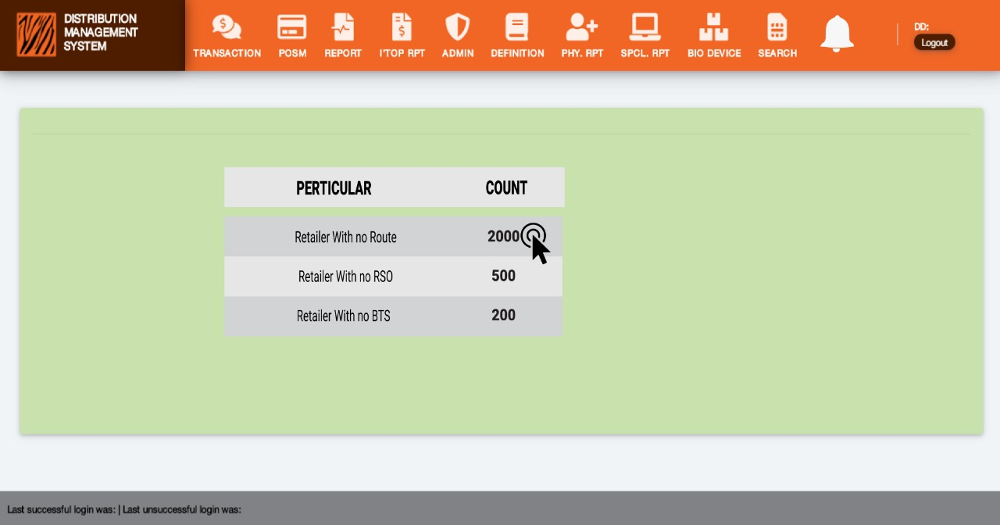 DISTRIBUTION
MANAGEMENT
SYSTEM
TRANSACTION POSM REPORT I'TOP RPT ADMIN DEFINITION PHY. RPT SPCL. RPT BIO DEVICE SEARCH
DD:
Logout
PERTICULAR COUNT
Retailer With no Route 2000
Retailer With no RSO 500
Retailer With no BTS 200
Last successful login was: | Last unsuccessful login was: